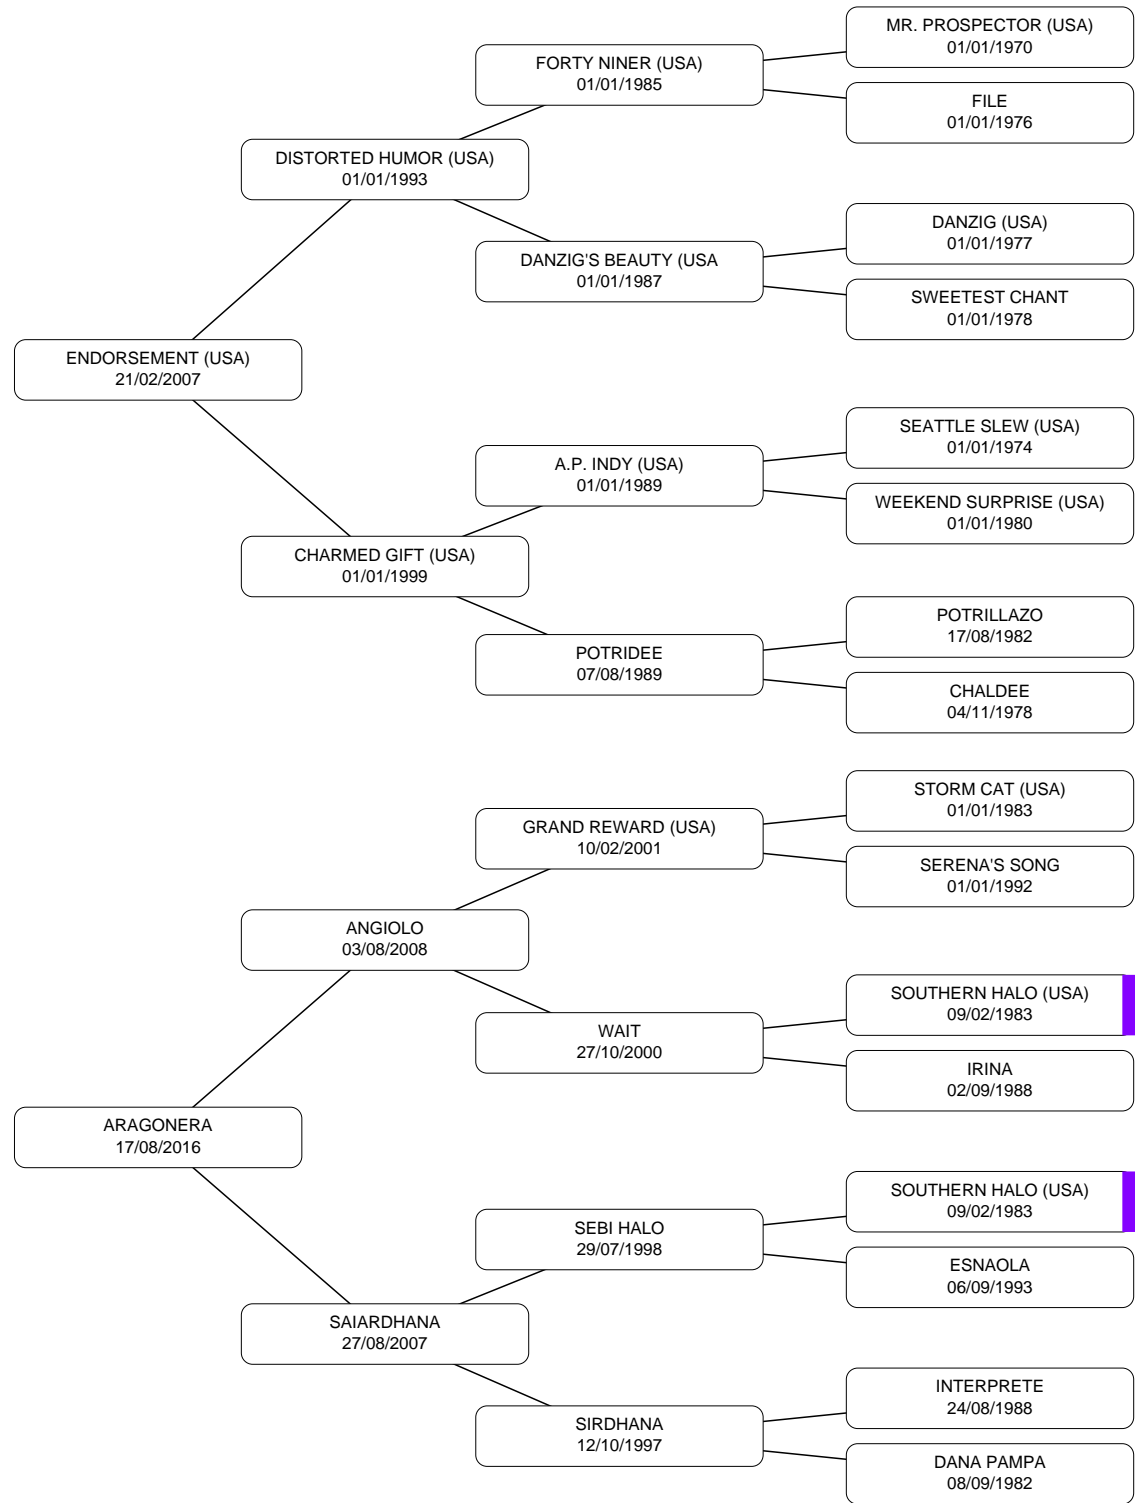 MR. PROSPECTOR (USA)
01/01/1970
FORTY NINER (USA)
01/01/1985
FILE
01/01/1976
DISTORTED HUMOR (USA)
01/01/1993
DANZIG (USA)
01/01/1977
DANZIG'S BEAUTY (USA
01/01/1987
SWEETEST CHANT
01/01/1978
ENDORSEMENT (USA)
21/02/2007
SEATTLE SLEW (USA)
01/01/1974
A.P. INDY (USA)
01/01/1989
WEEKEND SURPRISE (USA)
01/01/1980
CHARMED GIFT (USA)
01/01/1999
POTRILLAZO
17/08/1982
POTRIDEE
07/08/1989
CHALDEE
04/11/1978
STORM CAT (USA)
01/01/1983
GRAND REWARD (USA)
10/02/2001
SERENA'S SONG
01/01/1992
ANGIOLO
03/08/2008
SOUTHERN HALO (USA)
09/02/1983
WAIT
27/10/2000
IRINA
02/09/1988
ARAGONERA
17/08/2016
SOUTHERN HALO (USA)
09/02/1983
SEBI HALO
29/07/1998
ESNAOLA
06/09/1993
SAIARDHANA
27/08/2007
INTERPRETE
24/08/1988
SIRDHANA
12/10/1997
DANA PAMPA
08/09/1982